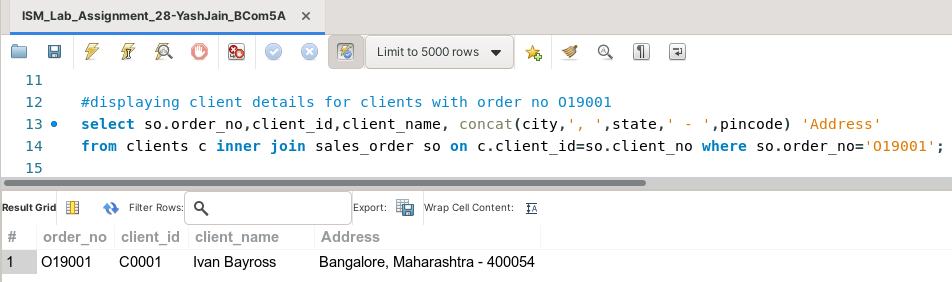 ISM_Lab_Assignment_28-YashJain_BCom5A ×
Limit to 5000 rows
11
12 #displaying client details for clients with order no O19001
13 select so.order_no,client_id,client_name, concat(city,', ',state,' - ',pincode) 'Address'
14 from clients c inner join sales_order so on c.client_id=so.client_no where so.order_no='O19001';
15
Result Grid Filter Rows: Export: Wrap Cell Content:
# order_no client_id client_name Address
1 O19001 C0001 Ivan Bayross Bangalore, Maharashtra - 400054